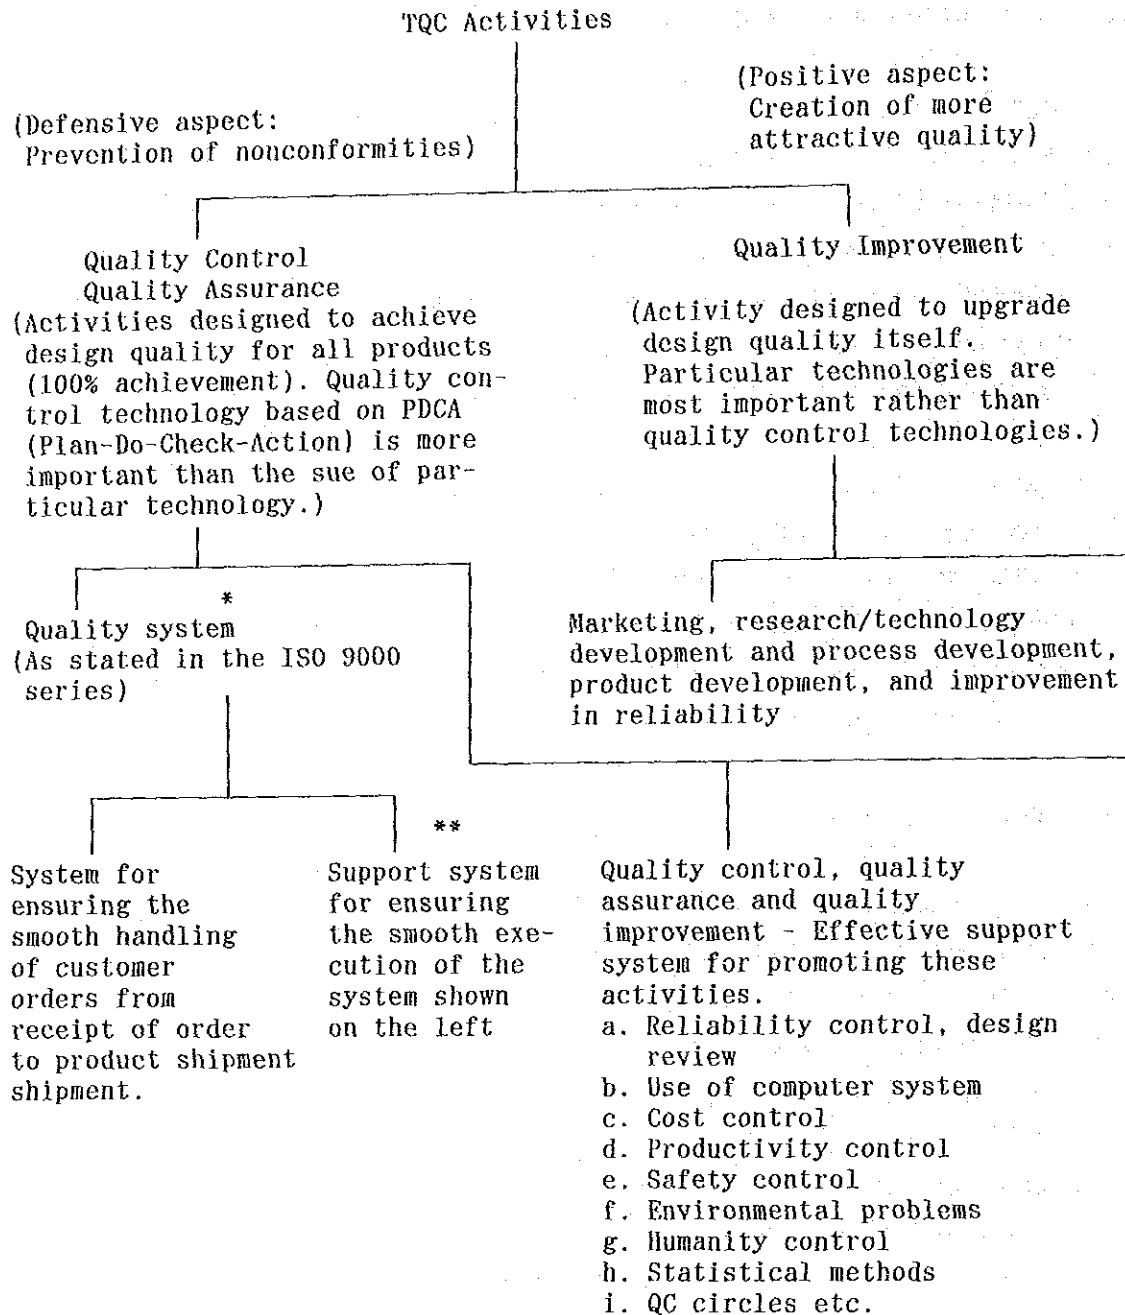 TQC Activities
(Defensive aspect:
Prevention of nonconformities)
(Positive aspect:
Creation of more
attractive quality)
Quality Control
Quality Assurance
(Activities designed to achieve
design quality for all products
(100% achievement). Quality con-
trol technology based on PDCA
(Plan-Do-Check-Action) is more
important than the sue of par-
ticular technology.)
Quality Improvement
(Activity designed to upgrade
design quality itself.
Particular technologies are
most important rather than
quality control technologies.)
*
Quality system
(As stated in the ISO 9000
series)
Marketing, research/technology
development and process development,
product development, and improvement
in reliability
System for
ensuring the
smooth handling
of customer
orders from
receipt of order
to product shipment
shipment.
**
Support system
for ensuring
the smooth exe-
cution of the
system shown
on the left
Quality control, quality
assurance and quality
improvement - Effective support
system for promoting these
activities.
a. Reliability control, design
review
b. Use of computer system
c. Cost control
d. Productivity control
e. Safety control
f. Environmental problems
g. Humanity control
h. Statistical methods
i. QC circles etc.